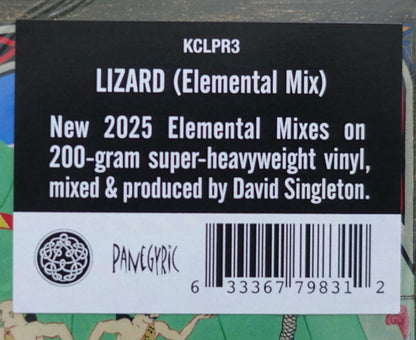 KCLPR3
LIZARD (Elemental Mix)
New 2025 Elemental Mixes on
200-gram super-heavyweight vinyl,
mixed & produced by David Singleton.
PANEGYRIC
6 33367 79831 2